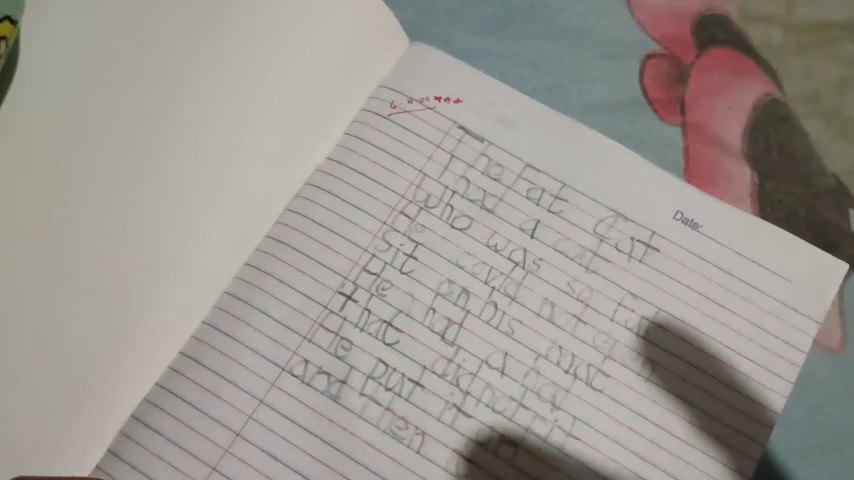 Date:
The Fat Cat
I had a cat
Who was so fat
He could not even
Sit on his mat
He had a hat
that did not fit
He put it on
and then